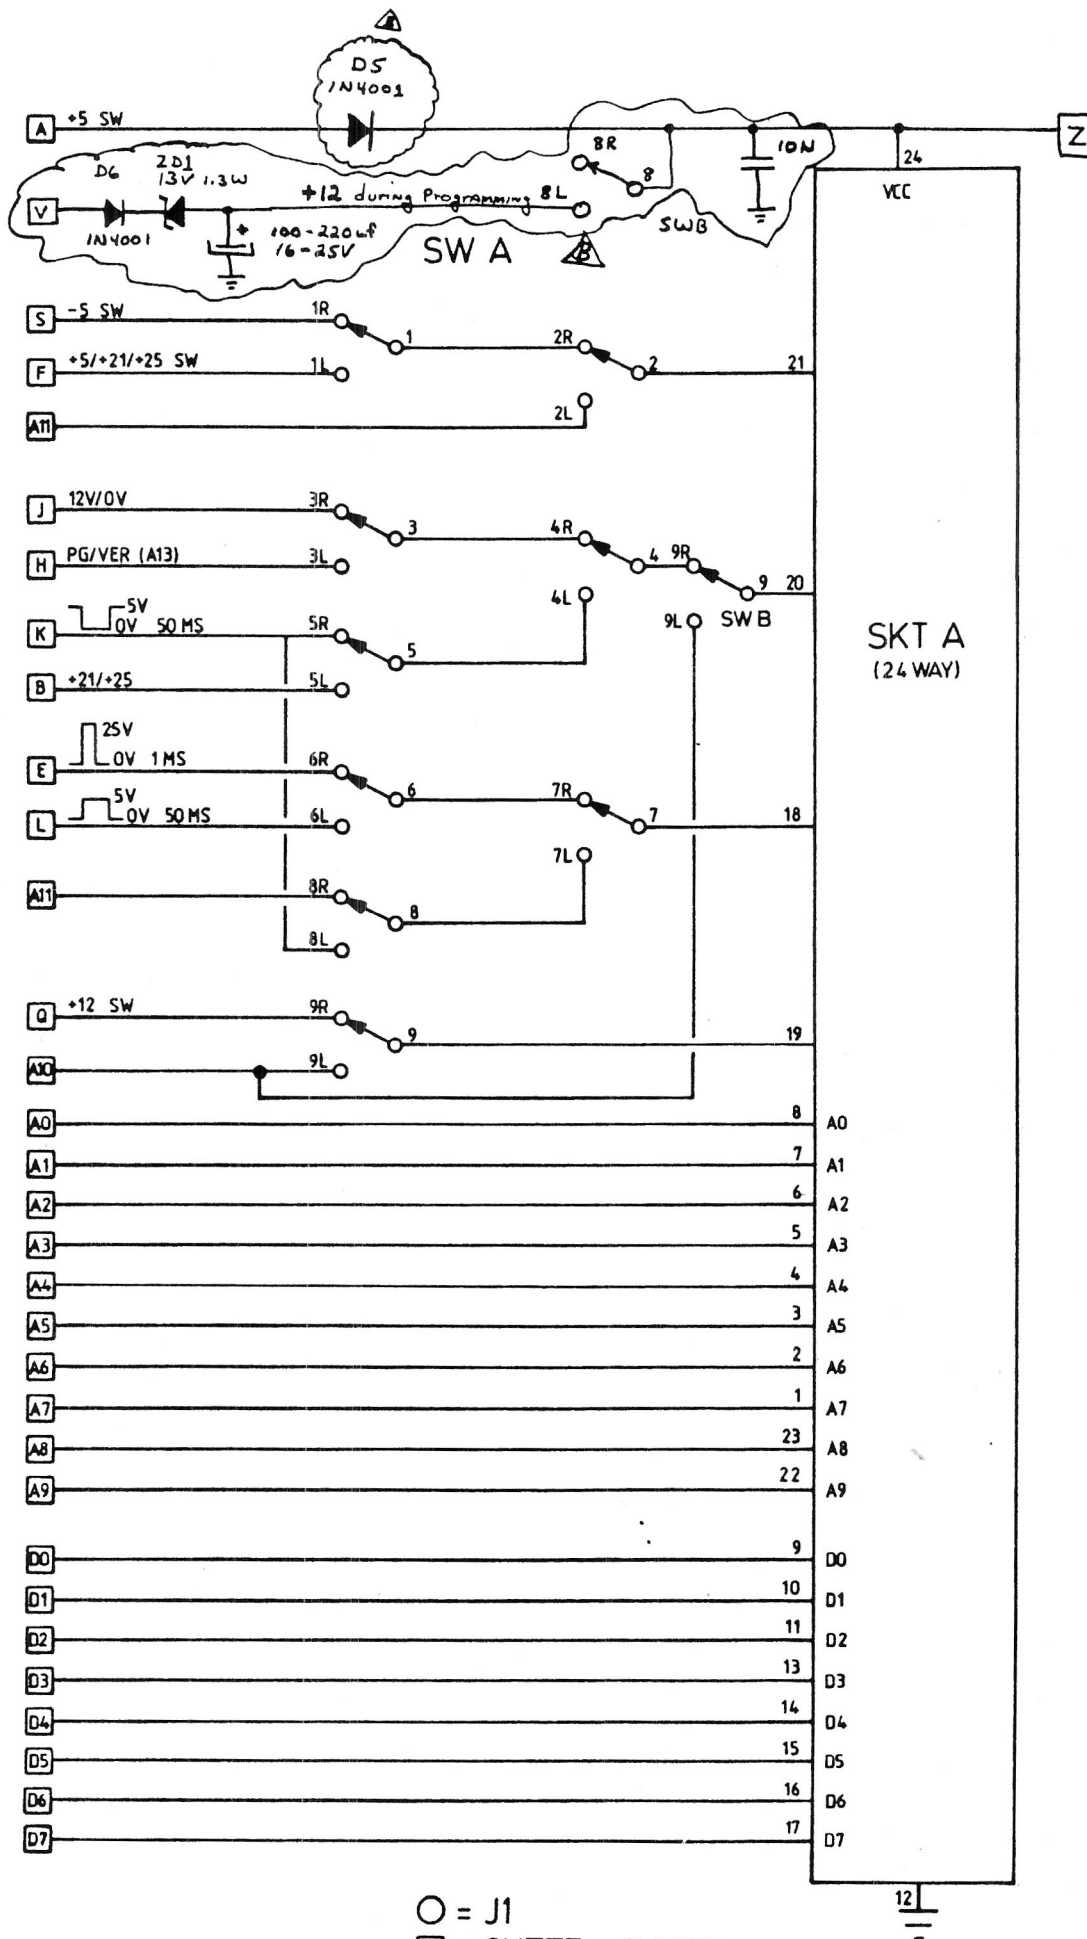 D5
1N4001
A +5 SW
Z
8R
8
10N
24
VCC
D6
ZD1
13V 1.3W
V
+12 during Programming 8L
1N4001
+ 100-220uf
16-25V
SW A
B
SWB
S -5 SW 1R
1 2R
F +5/+21/+25 SW 1L
2 21
A11 2L
J 12V/0V 3R
3 4R
H PG/VER (A13) 3L
4 9R
9 20
4L
9L SWB
5V
0V 50MS
K 5R
5
B +21/+25 5L
SKT A
(24 WAY)
25V
0V 1MS
E 6R
6 7R
5V
0V 50MS
L 6L
7 18
7L
A11 8R
8
8L
Q +12 SW 9R
9 19
A10 9L
A0 8 A0
A1 7 A1
A2 6 A2
A3 5 A3
A4 4 A4
A5 3 A5
A6 2 A6
A7 1 A7
A8 23 A8
A9 22 A9
D0 9 D0
D1 10 D1
D2 11 D2
D3 13 D3
D4 14 D4
D5 15 D5
D6 16 D6
D7 17 D7
12
= J1